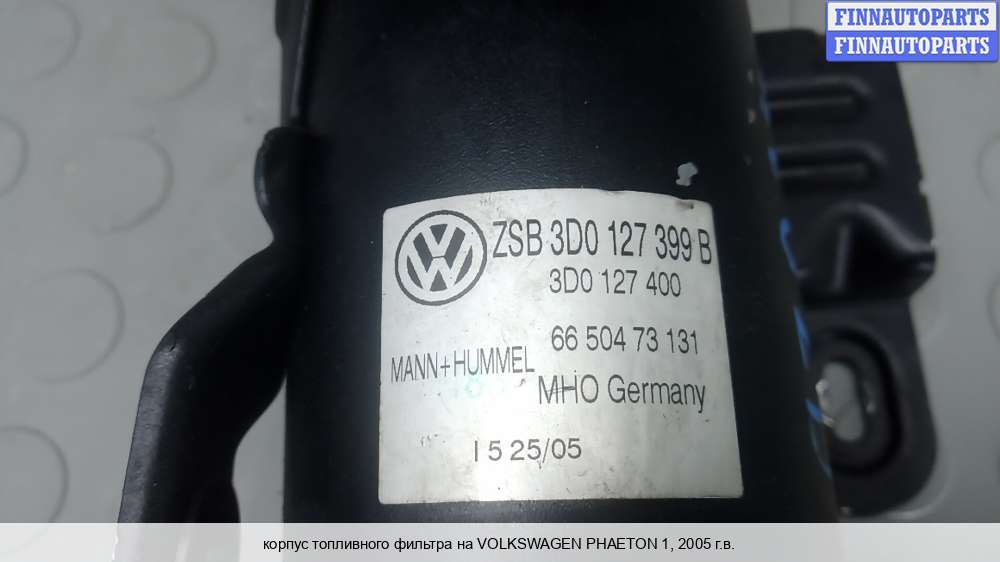 FINNAUTOPARTS
FINNAUTOPARTS
ZSB 3D0 127 399 B
3D0 127 400
66 504 73 131
MANN+HUMMEL
MHO Germany
I 5 25/05
корпус топливного фильтра на VOLKSWAGEN PHAETON 1, 2005 г.в.